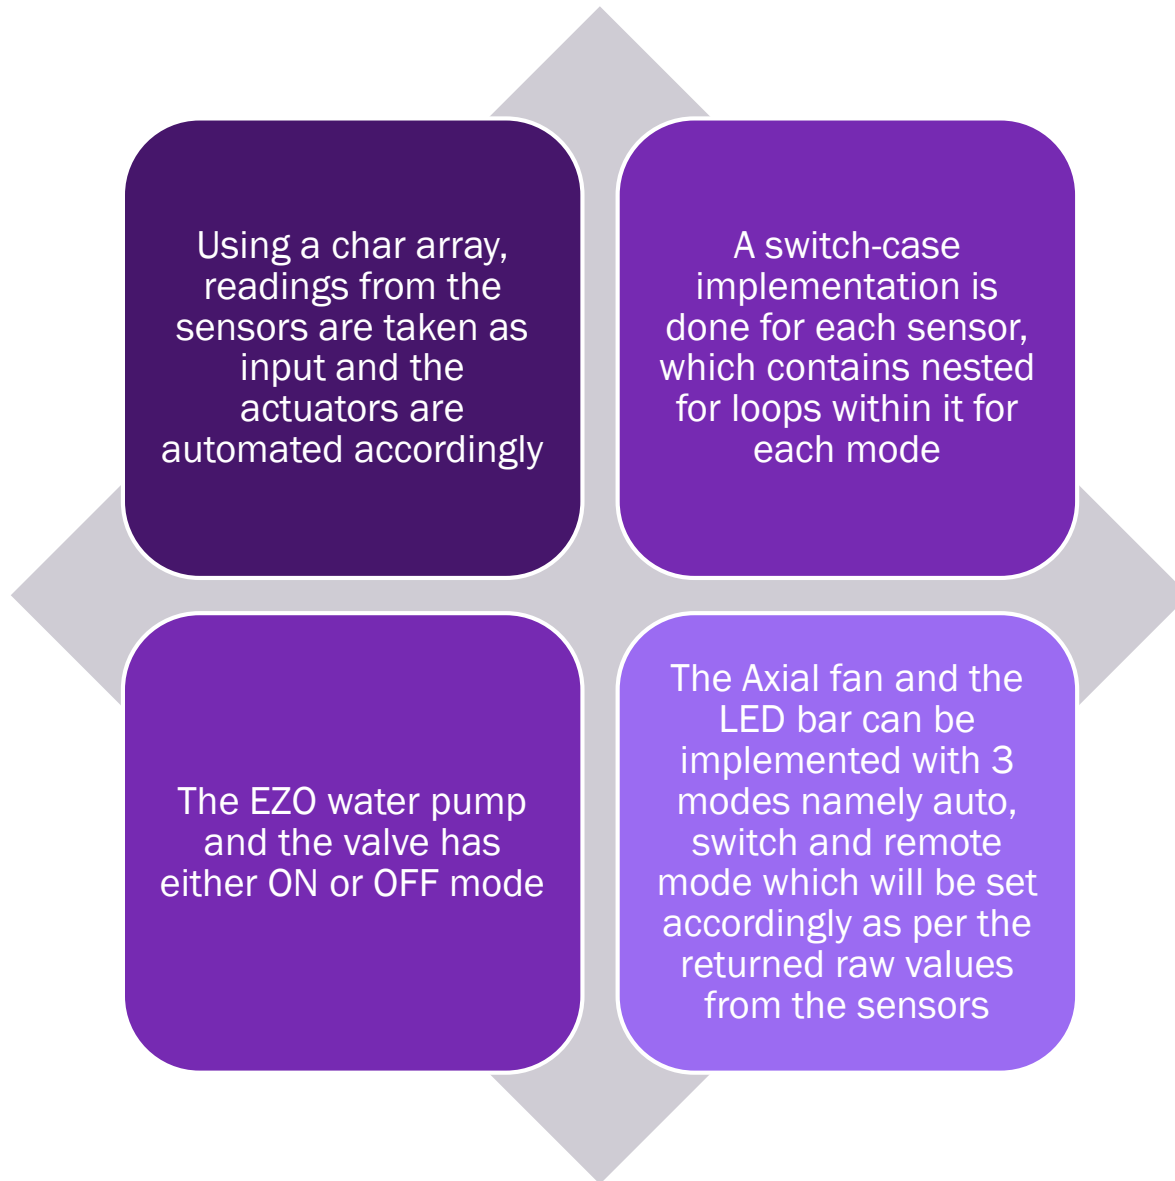 Using a char array,
readings from the
sensors are taken as
input and the
actuators are
automated accordingly
A switch-case
implementation is
done for each sensor,
which contains nested
for loops within it for
each mode
The EZO water pump
and the valve has
either ON or OFF mode
The Axial fan and the
LED bar can be
implemented with 3
modes namely auto,
switch and remote
mode which will be set
accordingly as per the
returned raw values
from the sensors